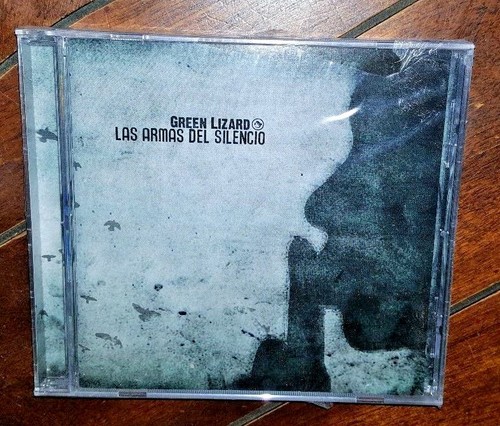 GREEN LIZARD
LAS ARMAS DEL SILENCIO